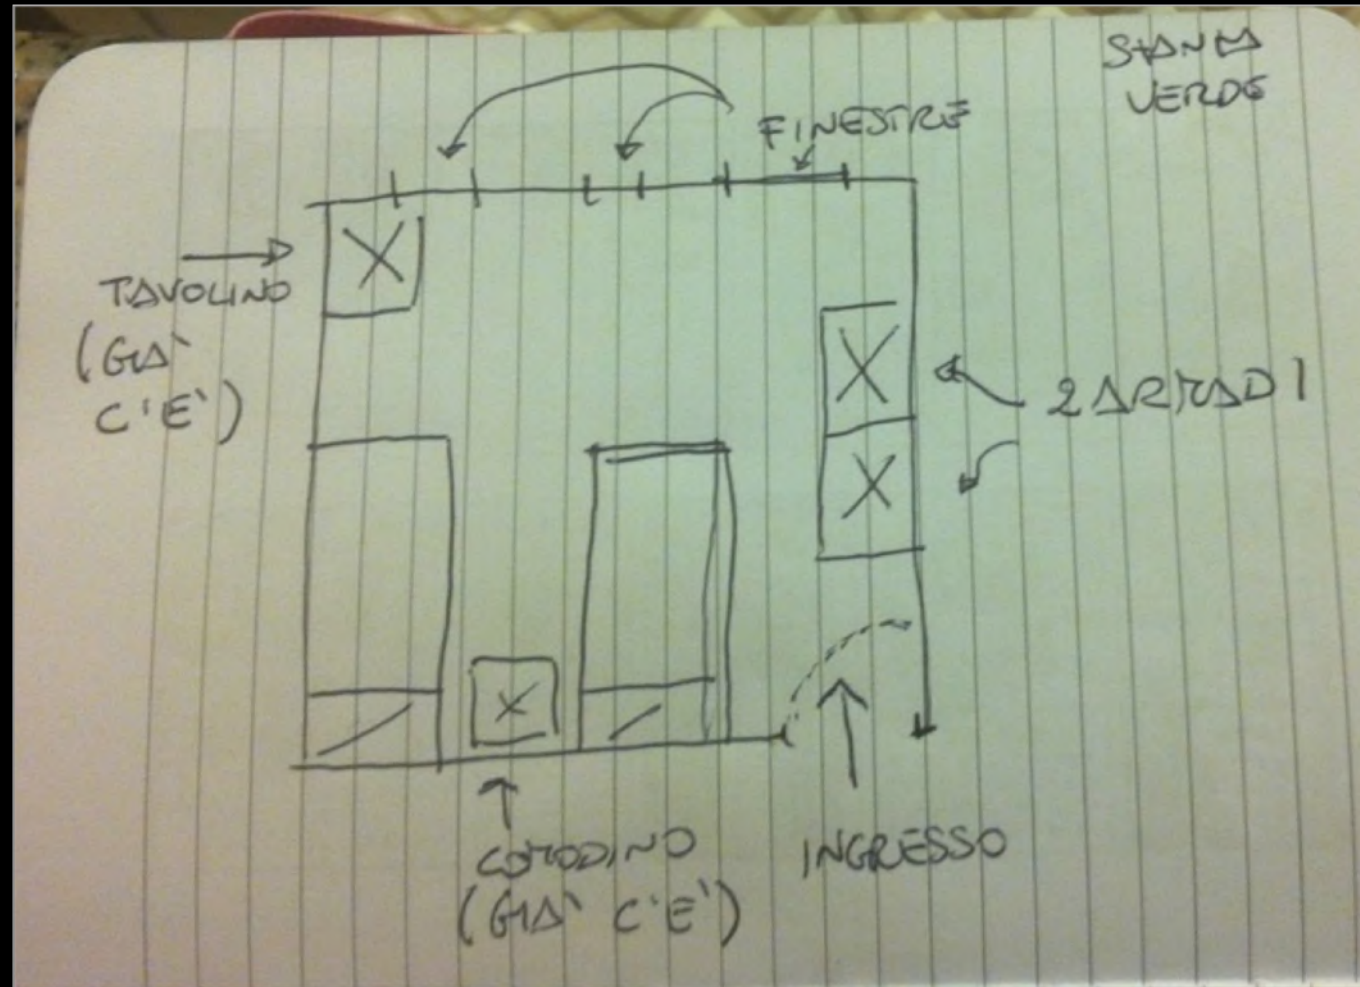 STANZA
VERDE
FINESTRE
TAVOLINO
(GIA'
C'E')
2 ARMADI
COMODINO
(GIA' C'E')
INGRESSO